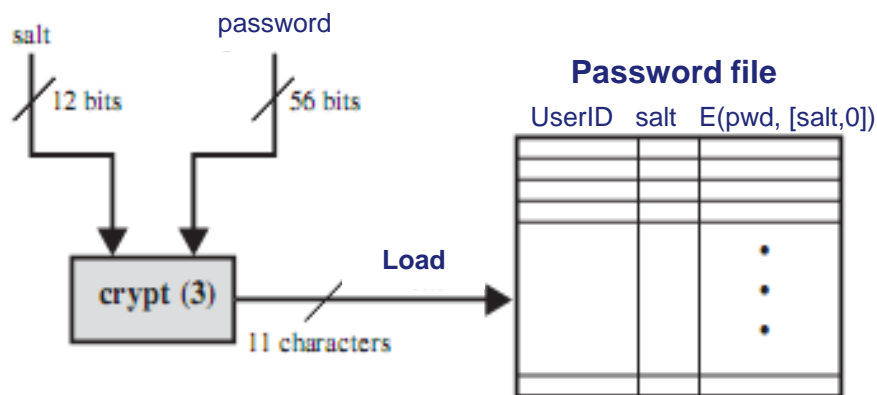 salt
password
12 bits
56 bits
Password file
UserID salt E(pwd, [salt,0])
crypt (3)
Load
11 characters